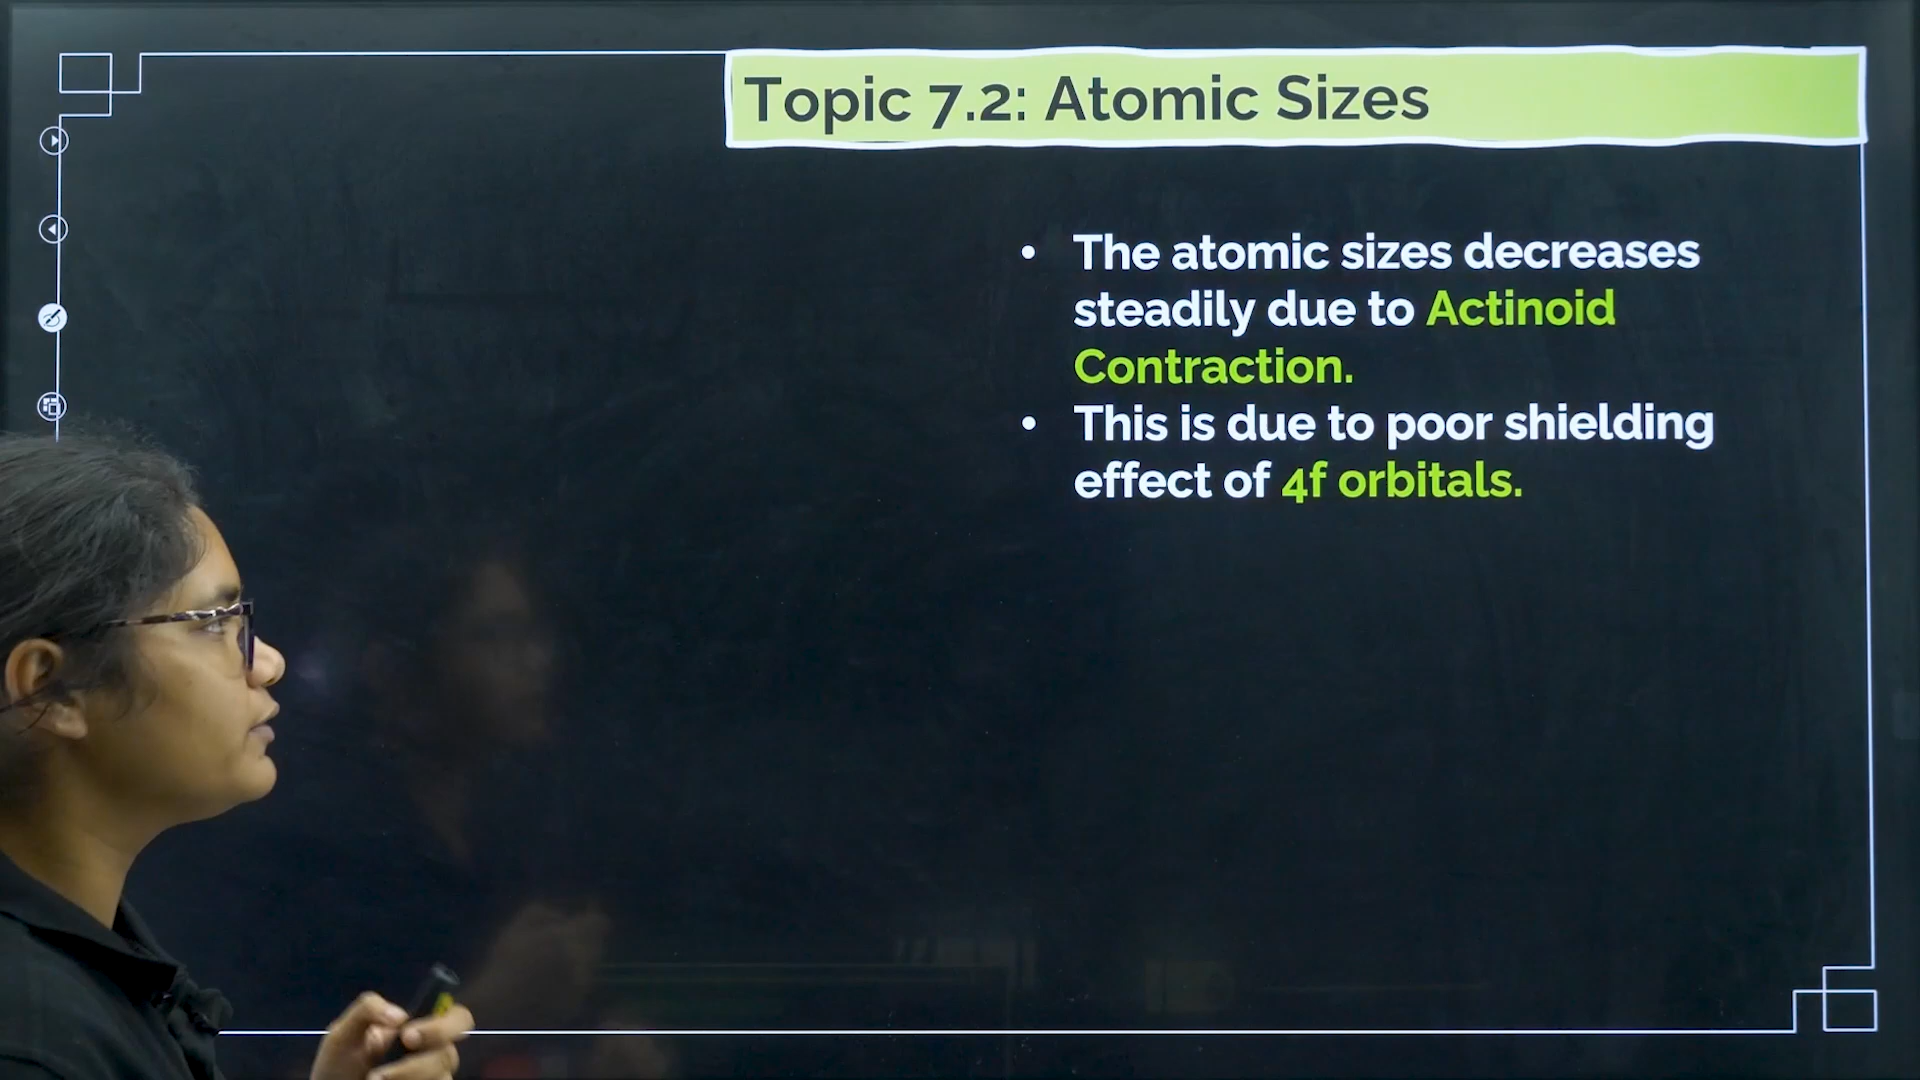 Topic 7.2: Atomic Sizes
• The atomic sizes decreases
steadily due to Actinoid
Contraction.
• This is due to poor shielding
effect of 4f orbitals.